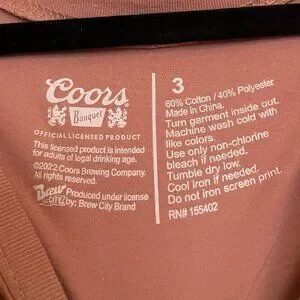 Coors
Banquet
OFFICIAL LICENSED PRODUCT
This licensed product is intended
for adults of legal drinking age.
©2022 Coors Brewing Company.
All rights reserved.
Brew
City
Produced under license
by: Brew City Brand
3
60% Cotton / 40% Polyester
Made in China.
Turn garment inside out.
Machine wash cold with
like colors.
Use only non-chlorine
bleach if needed.
Tumble dry low.
Cool Iron if needed.
Do not iron screen print.
RN# 155402